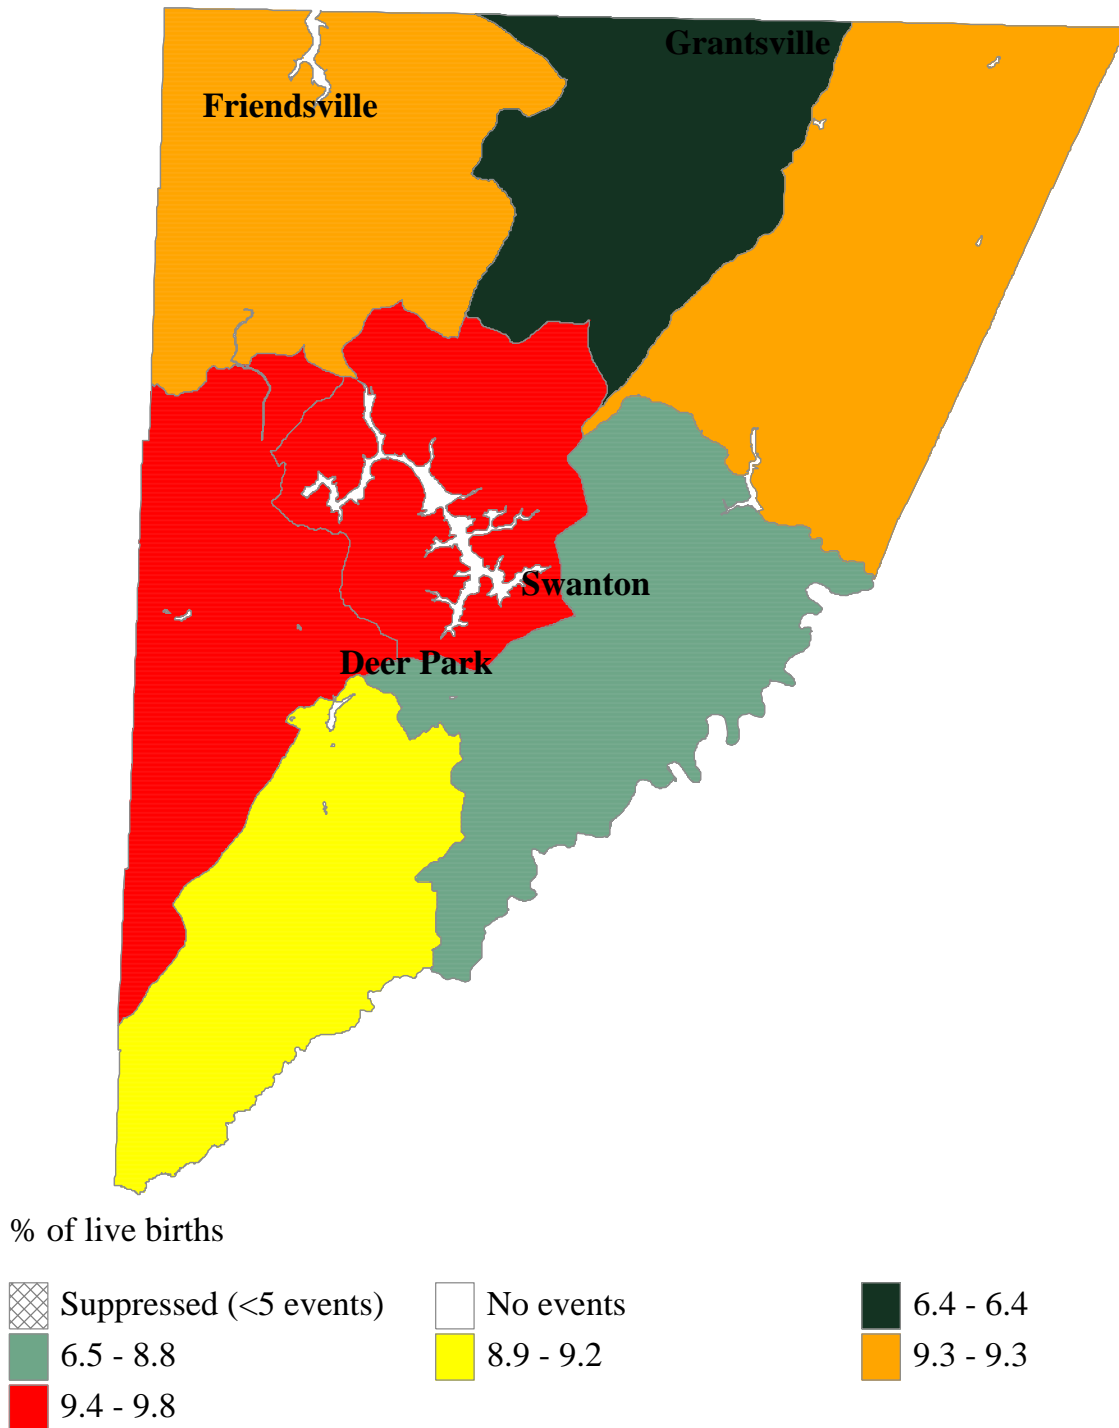 Grantsville
Friendsville
Swanton
Deer Park
% of live births
Suppressed (<5 events)
No events
6.4 - 6.4
6.5 - 8.8
8.9 - 9.2
9.3 - 9.3
9.4 - 9.8